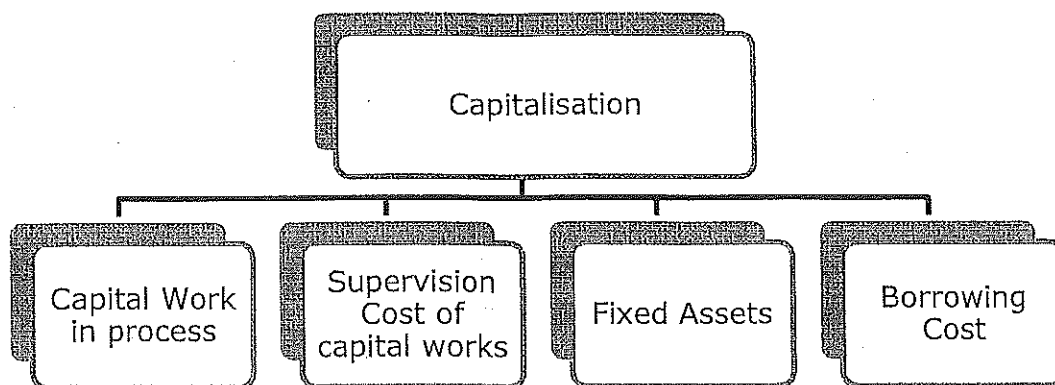 Capitalisation
Capital Work
in process
Supervision
Cost of
capital works
Fixed Assets
Borrowing
Cost